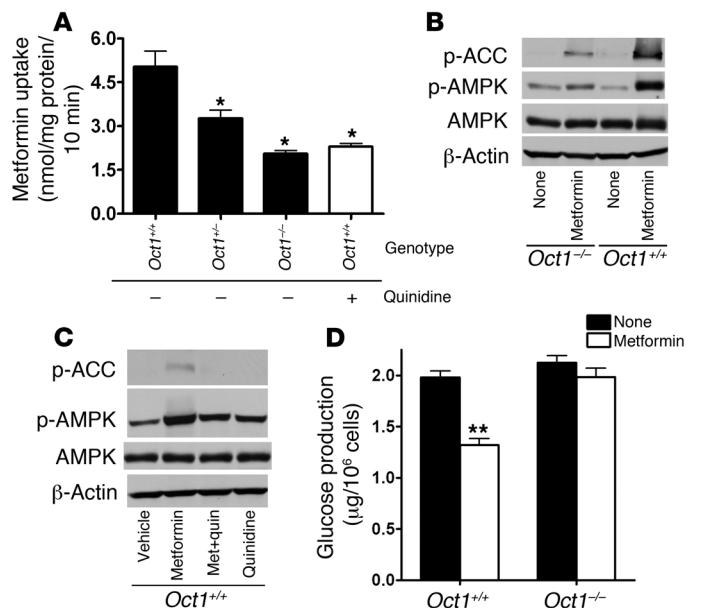 A
Metformin uptake
(nmol/mg protein/
10 min)
6.0
4.5
3.0
1.5
0.0
*
*
*
Oct1+/+
Oct1+/−
Oct1−/−
Oct1+/+
Genotype
−
−
−
+
Quinidine
B
p-ACC
p-AMPK
AMPK
β-Actin
None
Metformin
None
Metformin
Oct1−/−
Oct1+/+
C
p-ACC
p-AMPK
AMPK
β-Actin
Vehicle
Metformin
Met+quin
Quinidine
Oct1+/+
D
None
Metformin
Glucose production
(μg/10⁶ cells)
2.0
1.5
1.0
0.5
0.0
**
Oct1+/+
Oct1−/−